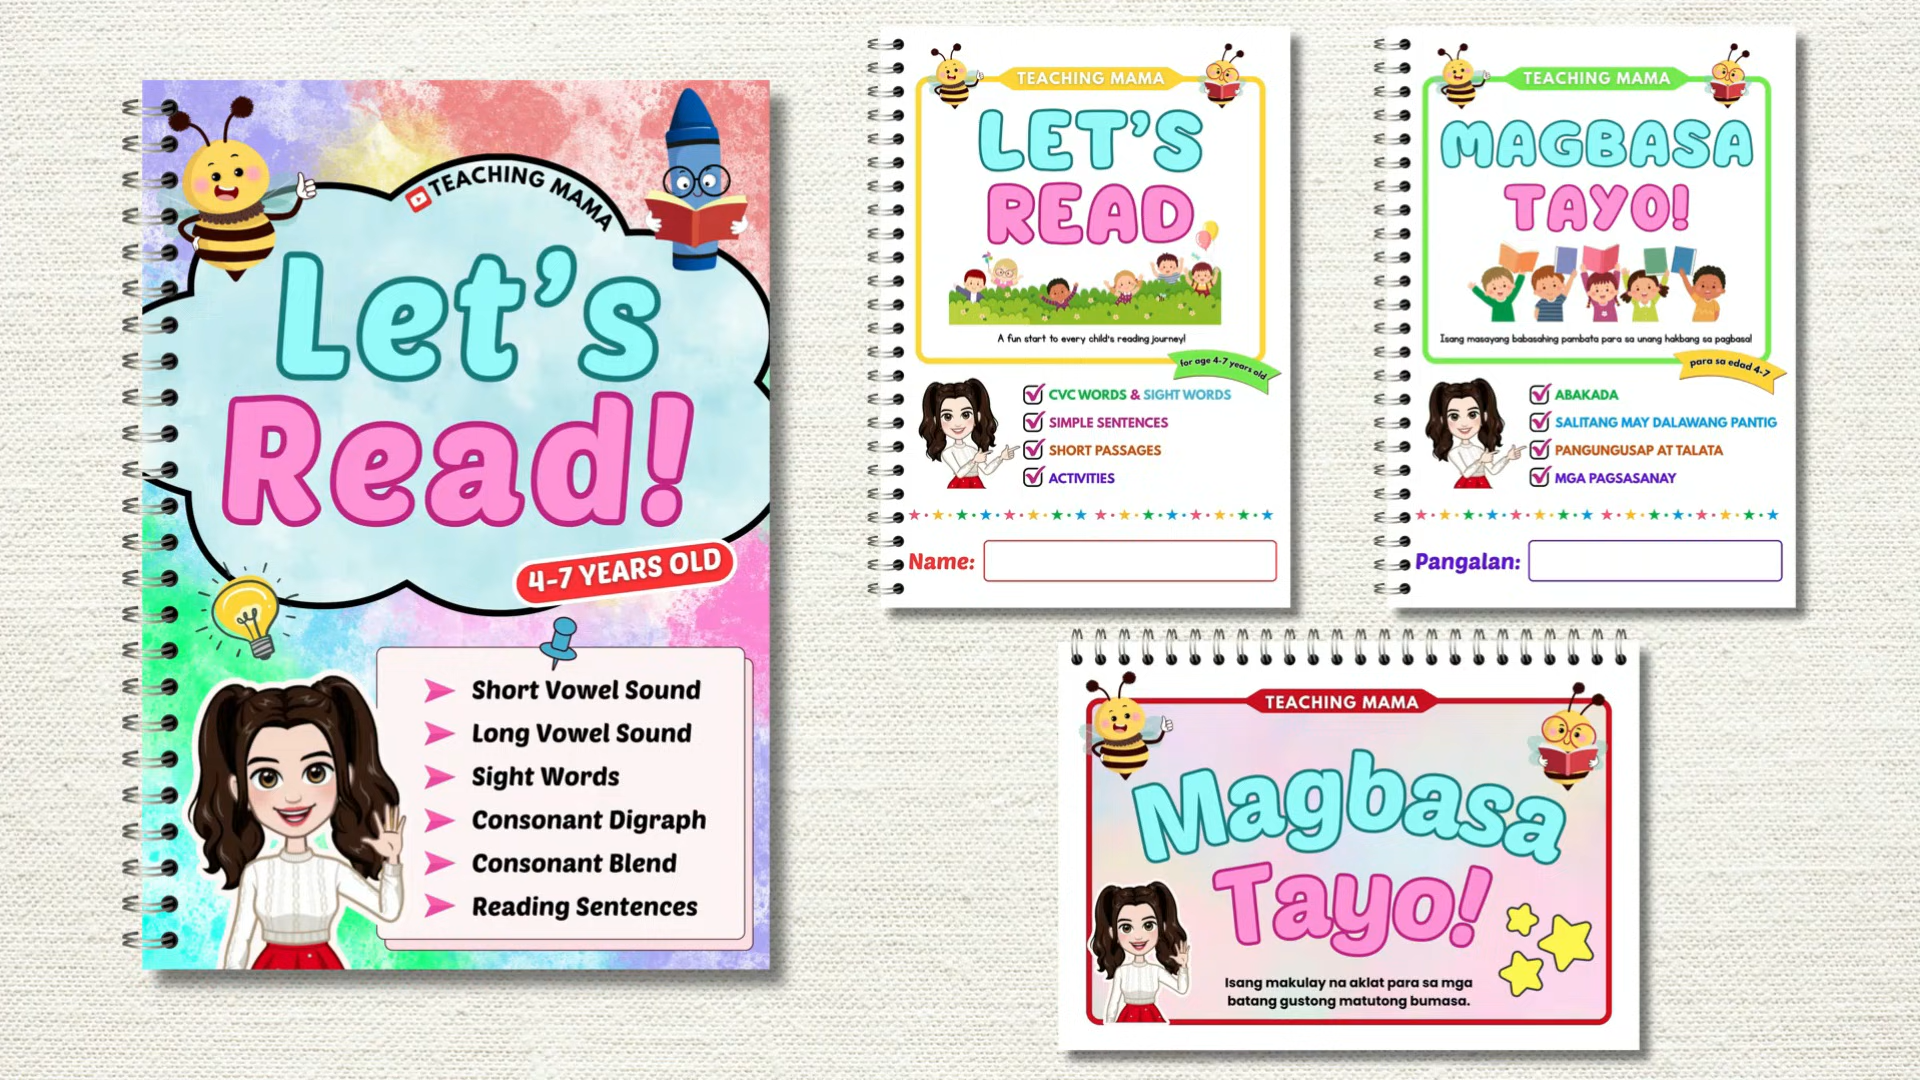 TEACHING MAMA
Let's
Read!
4-7 YEARS OLD
Short Vowel Sound
Long Vowel Sound
Sight Words
Consonant Digraph
Consonant Blend
Reading Sentences
TEACHING MAMA
LET'S
READ
A fun start to every child's reading journey!
for age 4-7 years old
CVC WORDS & SIGHT WORDS
SIMPLE SENTENCES
SHORT PASSAGES
ACTIVITIES
Name:
TEACHING MAMA
MAGBASA
TAYO!
Isang masayang babasahing pambata para sa unang hakbang sa pagbasa!
para sa edad 4-7
ABAKADA
SALITANG MAY DALAWANG PANTIG
PANGUNGUSAP AT TALATA
MGA PAGSASANAY
Pangalan:
TEACHING MAMA
Magbasa
Tayo!
Isang makulay na aklat para sa mga
batang gustong matutong bumasa.